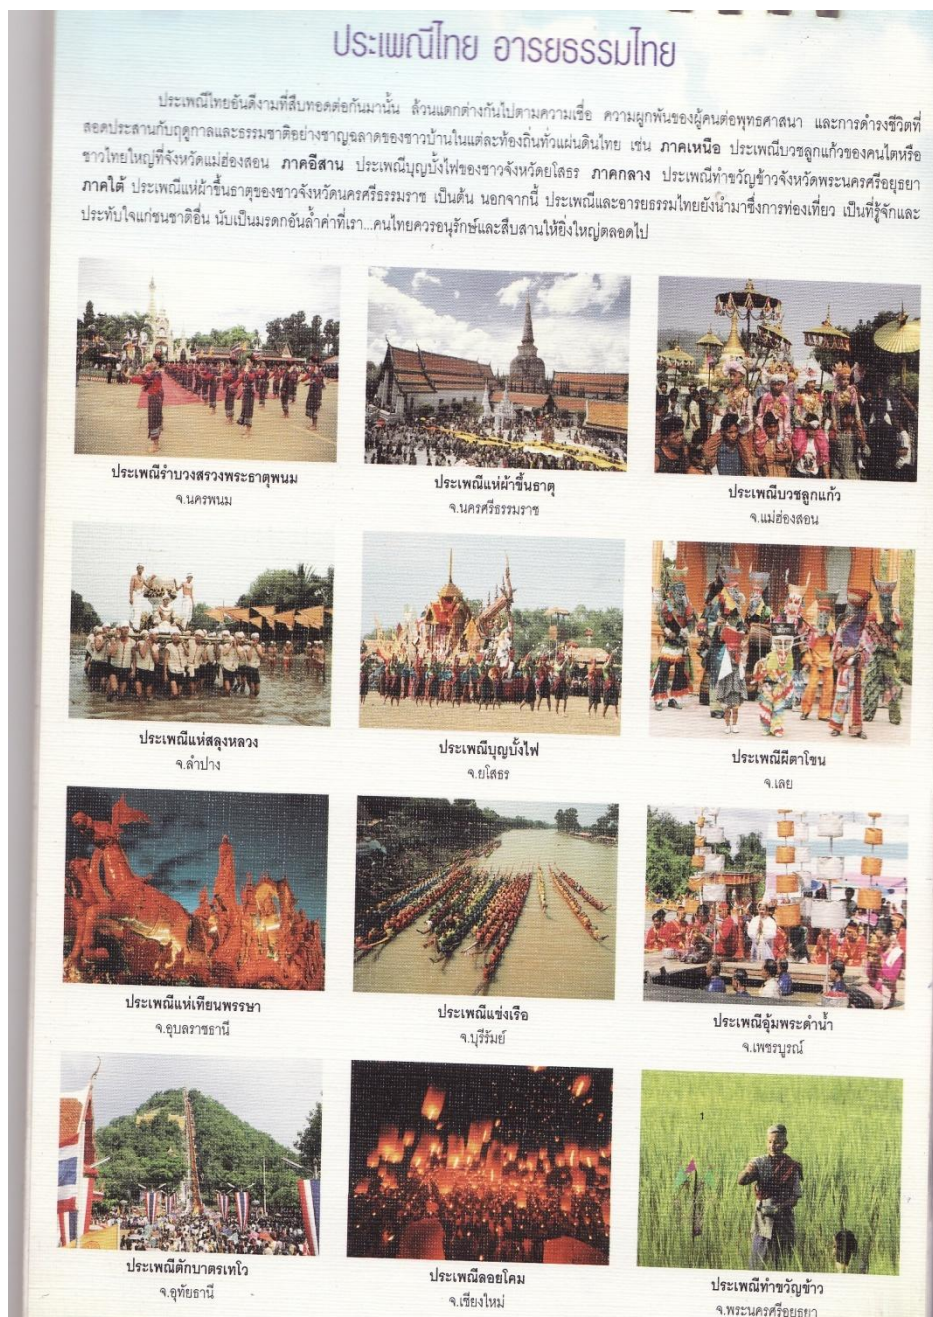 ประเพณีไทย อารยธรรมไทย
ประเพณีไทยอันดีงามที่สืบทอดต่อกันมานั้น ล้วนแตกต่างกันไปตามความเชื่อ ความผูกพันของผู้คนต่อพุทธศาสนา และการดำรงชีวิตที่
สอดประสานกับฤดูกาลและธรรมชาติอย่างชาญฉลาดของชาวบ้านในแต่ละท้องถิ่นทั่วแผ่นดินไทย เช่น ภาคเหนือ ประเพณีบวชลูกแก้วของคนไตหรือ
ชาวไทยใหญ่ที่จังหวัดแม่ฮ่องสอน ภาคอีสาน ประเพณีบุญบั้งไฟของชาวจังหวัดยโสธร ภาคกลาง ประเพณีทำขวัญข้าวจังหวัดพระนครศรีอยุธยา
ภาคใต้ ประเพณีแห่ผ้าขึ้นธาตุของชาวจังหวัดนครศรีธรรมราช เป็นต้น นอกจากนี้ ประเพณีและอารยธรรมไทยยังนำมาซึ่งการท่องเที่ยว เป็นที่รู้จักและ
ประทับใจแก่ชนชาติอื่น นับเป็นมรดกอันล้ำค่าที่เรา...คนไทยควรอนุรักษ์และสืบสานให้ยิ่งใหญ่ตลอดไป
ประเพณีรำบวงสรวงพระธาตุพนม
จ.นครพนม
ประเพณีแห่ผ้าขึ้นธาตุ
จ.นครศรีธรรมราช
ประเพณีบวชลูกแก้ว
จ.แม่ฮ่องสอน
ประเพณีแห่สลุงหลวง
จ.ลำปาง
ประเพณีบุญบั้งไฟ
จ.ยโสธร
ประเพณีผีตาโขน
จ.เลย
ประเพณีแห่เทียนพรรษา
จ.อุบลราชธานี
ประเพณีแข่งเรือ
จ.บุรีรัมย์
ประเพณีอุ้มพระดำน้ำ
จ.เพชรบูรณ์
1
ประเพณีตักบาตรเทโว
จ.อุทัยธานี
ประเพณีลอยโคม
จ.เชียงใหม่
ประเพณีทำขวัญข้าว
จ.พระนครศรีอยุธยา